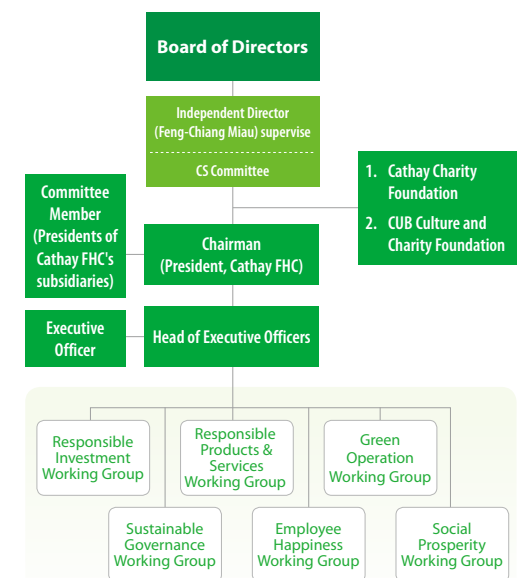 Board of Directors
Independent Director
(Feng-Chiang Miau) supervise
CS Committee
1. Cathay Charity
Foundation
2. CUB Culture and
Charity Foundation
Committee
Member
(Presidents of
Cathay FHC's
subsidiaries)
Chairman
(President, Cathay FHC)
Executive
Officer
Head of Executive Officers
Responsible
Investment
Working Group
Responsible
Products &
Services
Working Group
Green
Operation
Working Group
Sustainable
Governance
Working Group
Employee
Happiness
Working Group
Social
Prosperity
Working Group